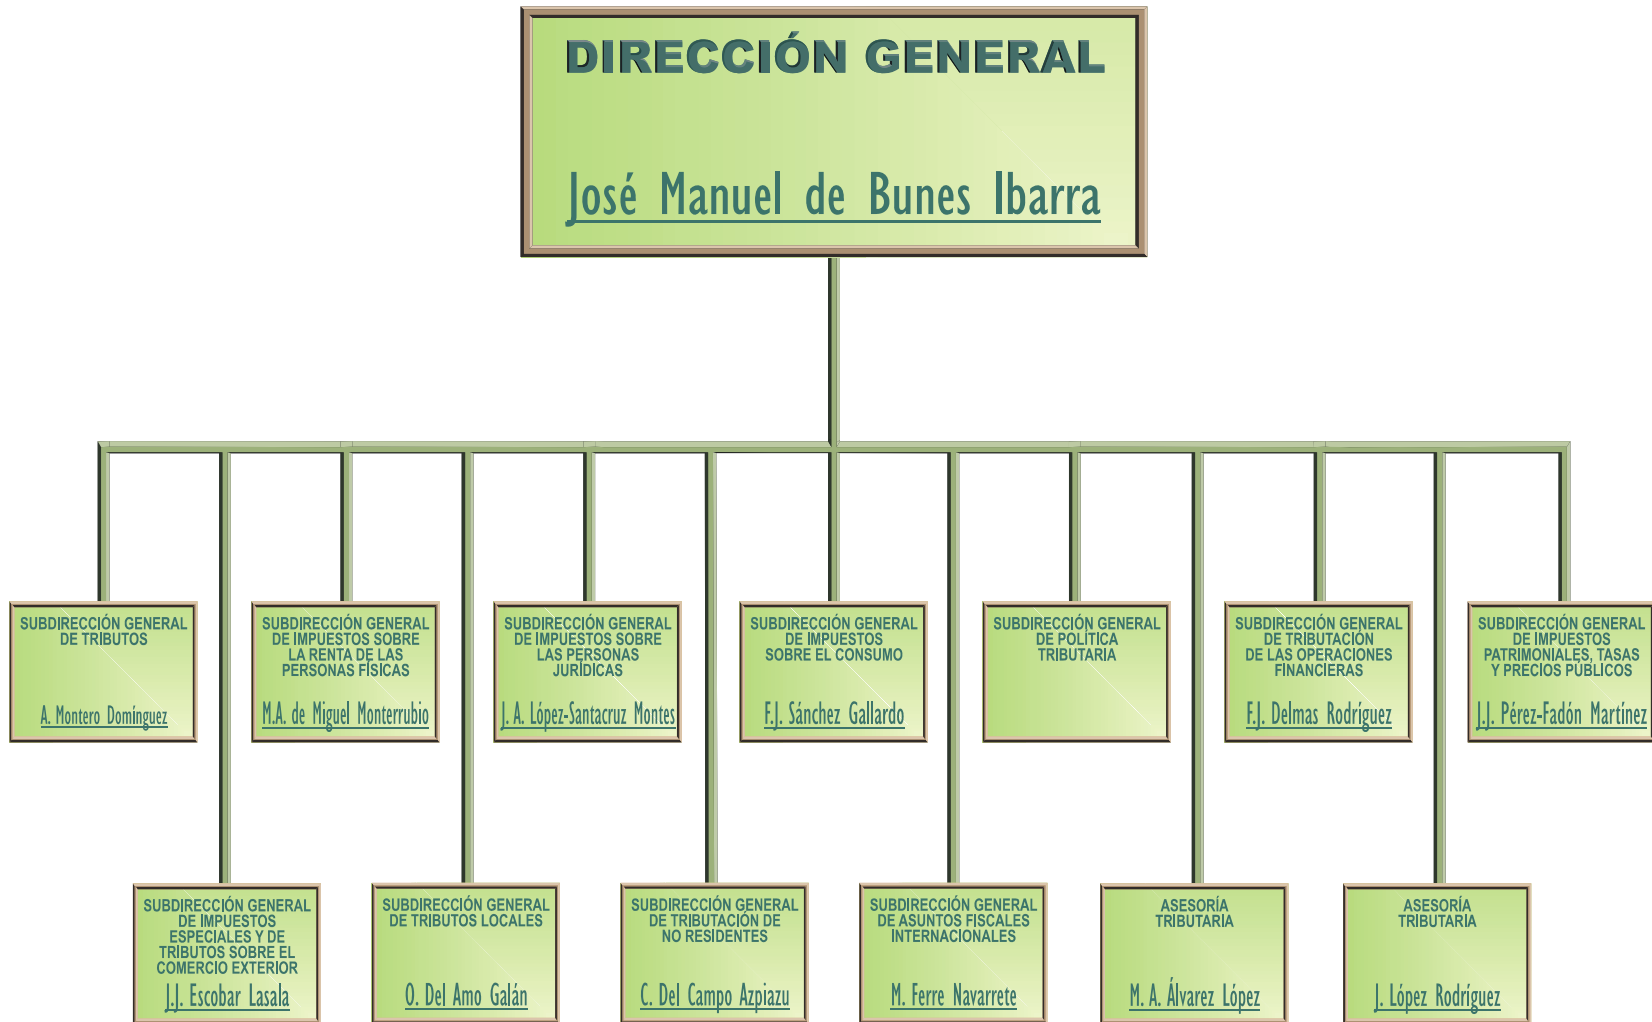 DIRECCIÓN GENERAL
José Manuel de Bunes Ibarra
SUBDIRECCIÓN GENERAL
DE TRIBUTOS
A. Montero Domínguez
SUBDIRECCIÓN GENERAL
DE IMPUESTOS SOBRE
LA RENTA DE LAS
PERSONAS FÍSICAS
M.A. de Miguel Monterrubio
SUBDIRECCIÓN GENERAL
DE IMPUESTOS SOBRE
LAS PERSONAS
JURÍDICAS
J. A. López-Santacruz Montes
SUBDIRECCIÓN GENERAL
DE IMPUESTOS
SOBRE EL CONSUMO
F.J. Sánchez Gallardo
SUBDIRECCIÓN GENERAL
DE POLÍTICA
TRIBUTARIA
SUBDIRECCIÓN GENERAL
DE TRIBUTACIÓN
DE LAS OPERACIONES
FINANCIERAS
F.J. Delmas Rodríguez
SUBDIRECCIÓN GENERAL
DE IMPUESTOS
PATRIMONIALES, TASAS
Y PRECIOS PÚBLICOS
J.J. Pérez-Fadón Martínez
SUBDIRECCIÓN GENERAL
DE IMPUESTOS
ESPECIALES Y DE
TRIBUTOS SOBRE EL
COMERCIO EXTERIOR
J.J. Escobar Lasala
SUBDIRECCIÓN GENERAL
DE TRIBUTOS LOCALES
O. Del Amo Galán
SUBDIRECCIÓN GENERAL
DE TRIBUTACIÓN DE
NO RESIDENTES
C. Del Campo Azpiazu
SUBDIRECCIÓN GENERAL
DE ASUNTOS FISCALES
INTERNACIONALES
M. Ferre Navarrete
ASESORÍA
TRIBUTARIA
M. A. Álvarez López
ASESORÍA
TRIBUTARIA
J. López Rodríguez